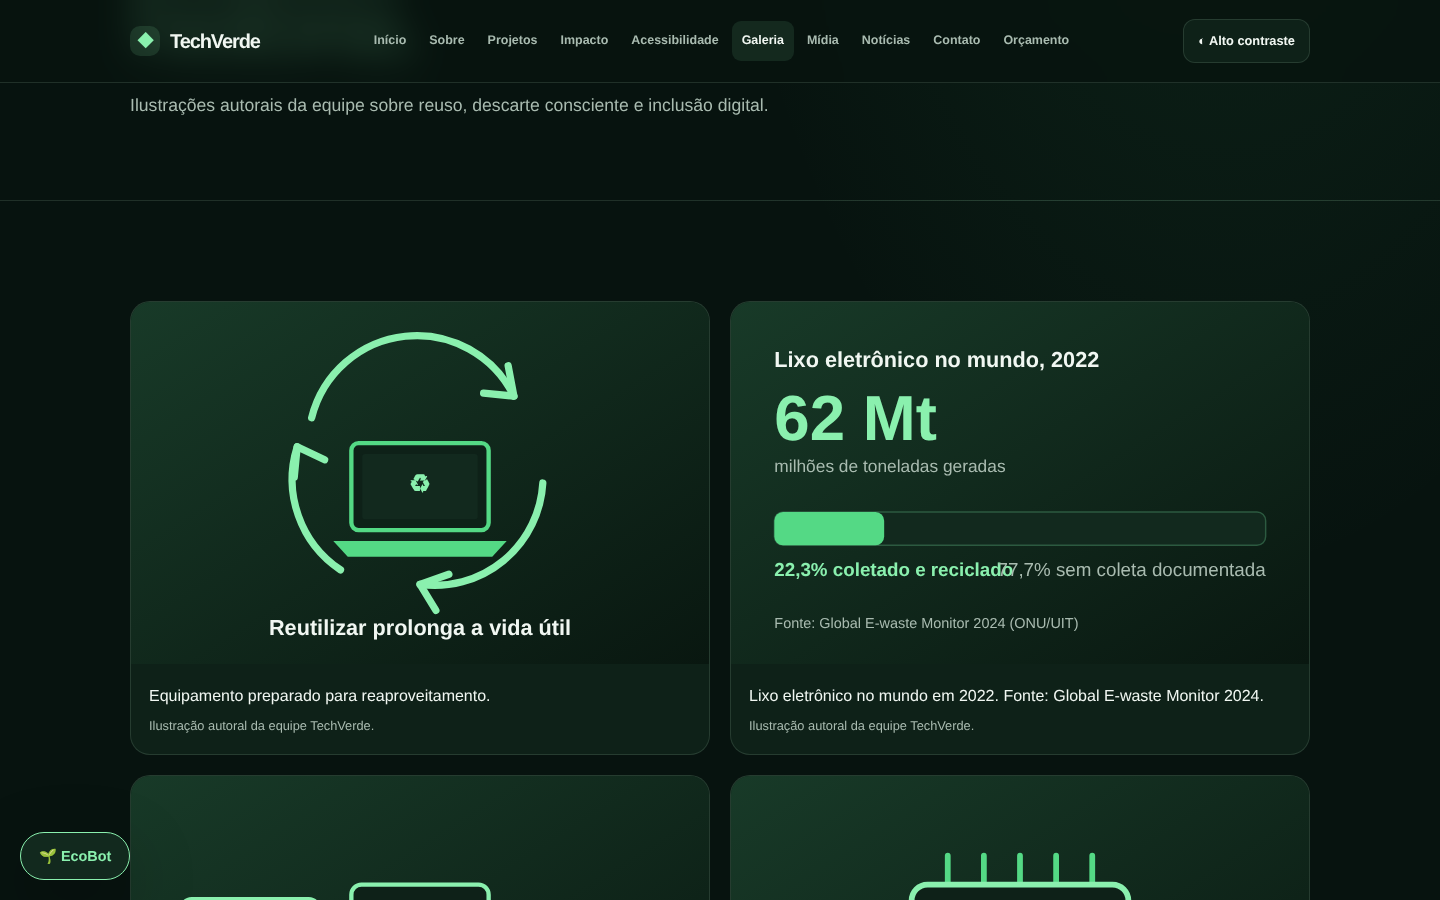 TechVerde
Início Sobre Projetos Impacto Acessibilidade Galeria Mídia Notícias Contato Orçamento
Alto contraste
Ilustrações autorais da equipe sobre reuso, descarte consciente e inclusão digital.
Reutilizar prolonga a vida útil
Equipamento preparado para reaproveitamento.
Ilustração autoral da equipe TechVerde.
Lixo eletrônico no mundo, 2022
62 Mt
milhões de toneladas geradas
22,3% coletado e reciclado 77,7% sem coleta documentada
Fonte: Global E-waste Monitor 2024 (ONU/UIT)
Lixo eletrônico no mundo em 2022. Fonte: Global E-waste Monitor 2024.
Ilustração autoral da equipe TechVerde.
EcoBot